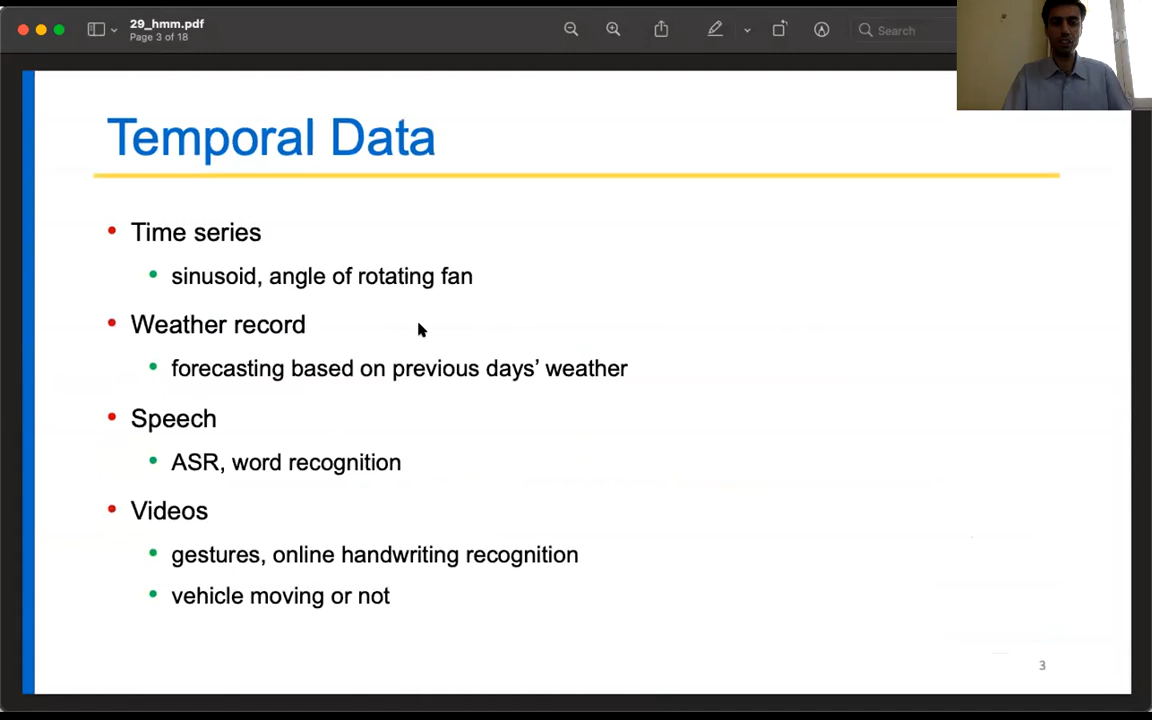 29_hmm.pdf
Page 3 of 18
Search
Temporal Data
• Time series
• sinusoid, angle of rotating fan
• Weather record
• forecasting based on previous days’ weather
• Speech
• ASR, word recognition
• Videos
• gestures, online handwriting recognition
• vehicle moving or not
3